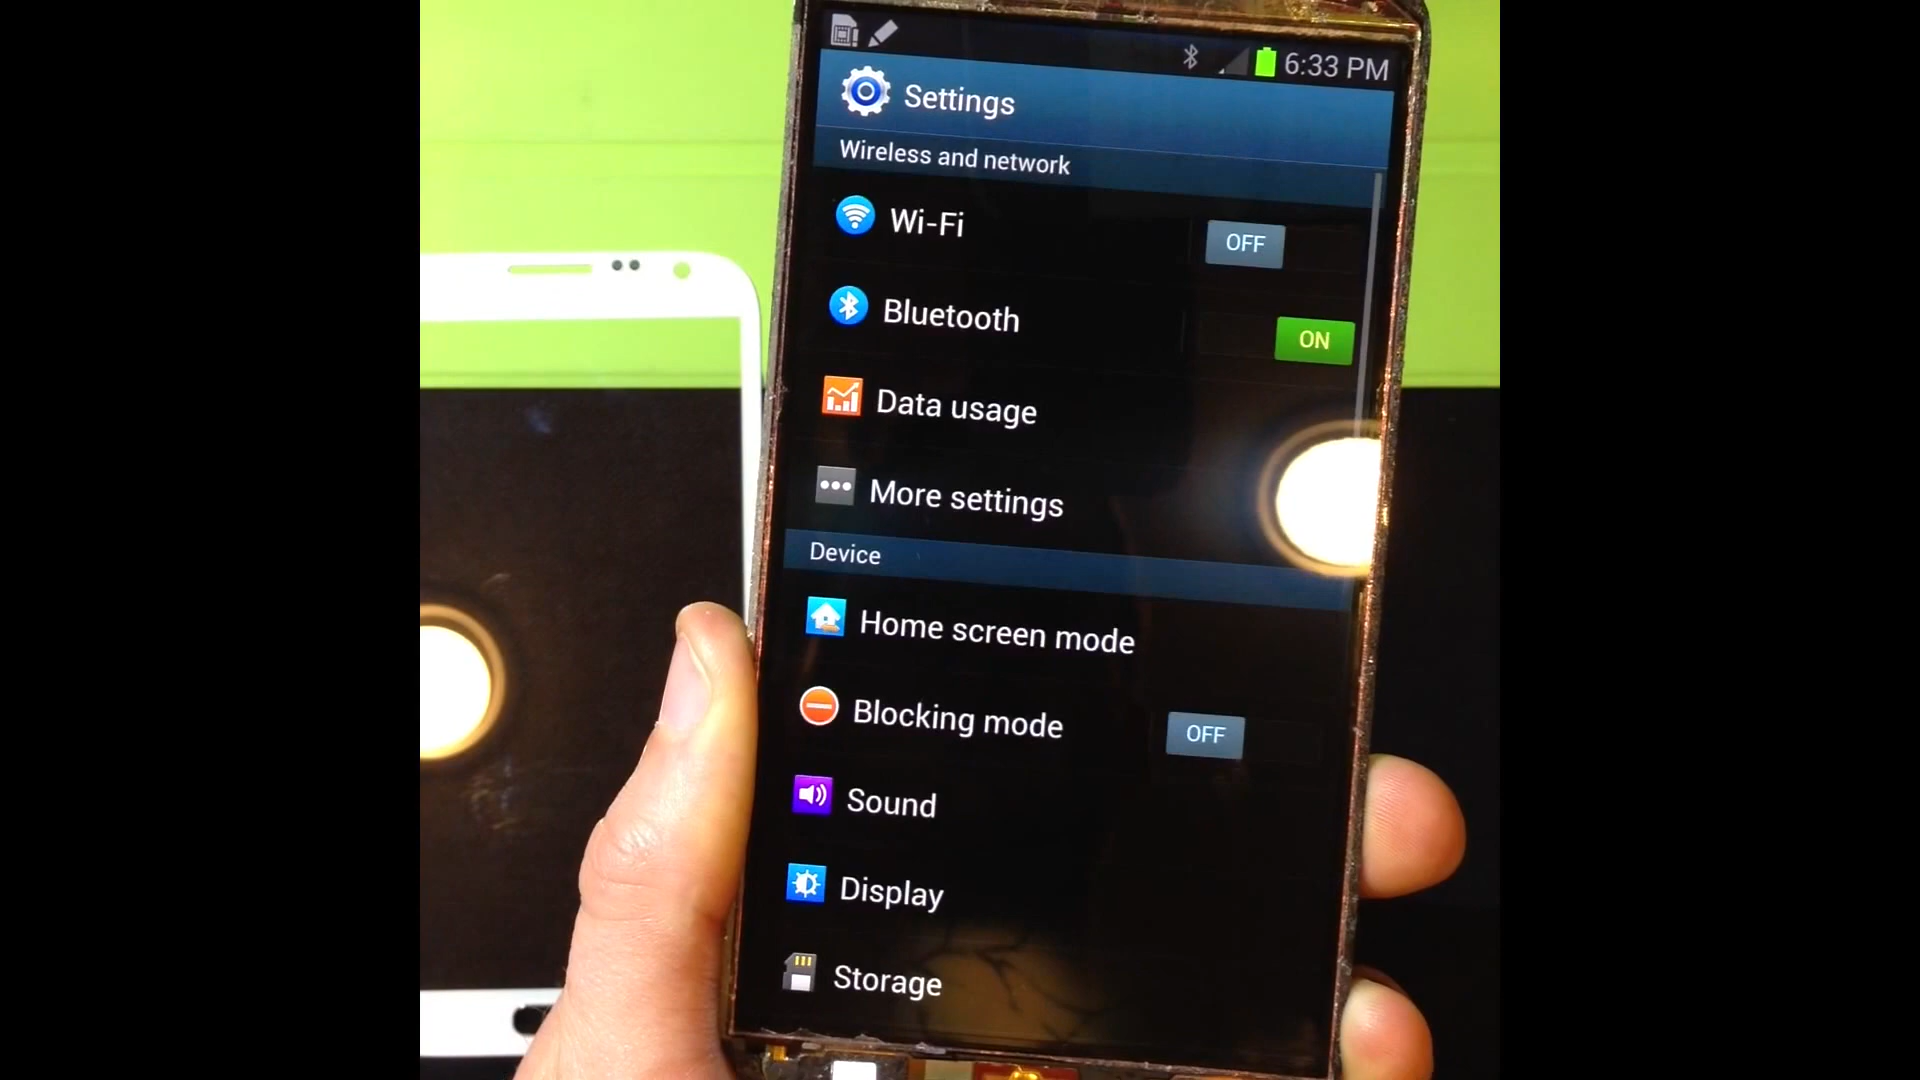 6:33 PM
Settings
Wireless and network
Wi-Fi
OFF
Bluetooth
ON
Data usage
More settings
Device
Home screen mode
Blocking mode
OFF
Sound
Display
Storage